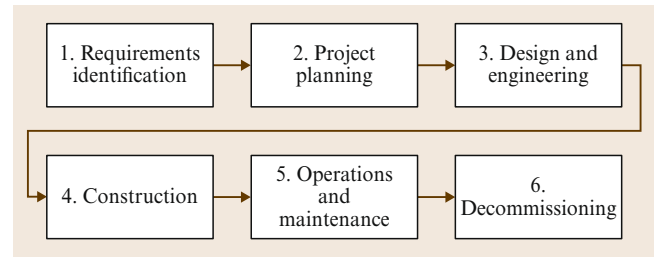 1. Requirements
identification
2. Project
planning
3. Design and
engineering
4. Construction
5. Operations
and
maintenance
6.
Decommissioning